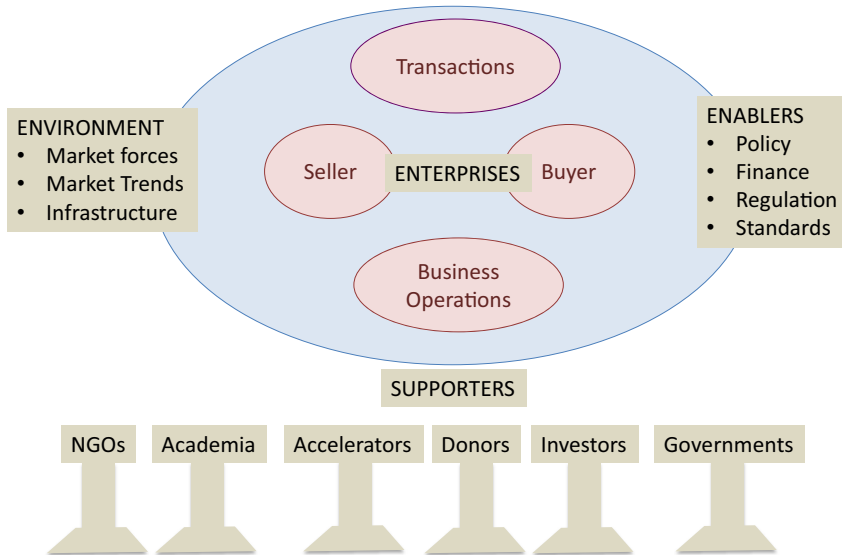 Transactions
ENVIRONMENT
• Market forces
• Market Trends
• Infrastructure
ENABLERS
• Policy
• Finance
• Regulation
• Standards
Seller
ENTERPRISES
Buyer
Business
Operations
SUPPORTERS
NGOs
Academia
Accelerators
Donors
Investors
Governments